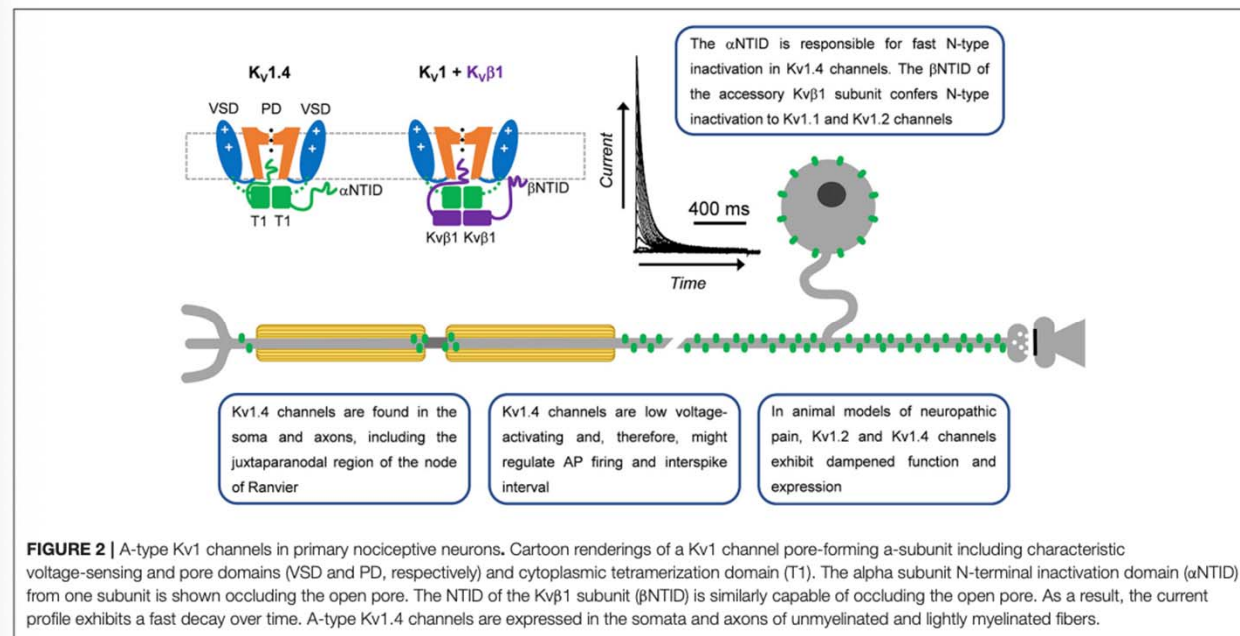 Kv1.4
Kv1 + Kvβ1
VSD PD VSD
αNTID
T1 T1
βNTID
Kvβ1 Kvβ1
Current
400 ms
Time
The αNTID is responsible for fast N-type
inactivation in Kv1.4 channels. The βNTID of
the accessory Kvβ1 subunit confers N-type
inactivation to Kv1.1 and Kv1.2 channels
Kv1.4 channels are found in the
soma and axons, including the
juxtaparanodal region of the node
of Ranvier
Kv1.4 channels are low voltage-
activating and, therefore, might
regulate AP firing and interspike
interval
In animal models of neuropathic
pain, Kv1.2 and Kv1.4 channels
exhibit dampened function and
expression
FIGURE 2 | A-type Kv1 channels in primary nociceptive neurons. Cartoon renderings of a Kv1 channel pore-forming a-subunit including characteristic
voltage-sensing and pore domains (VSD and PD, respectively) and cytoplasmic tetramerization domain (T1). The alpha subunit N-terminal inactivation domain (αNTID)
from one subunit is shown occluding the open pore. The NTID of the Kvβ1 subunit (βNTID) is similarly capable of occluding the open pore. As a result, the current
profile exhibits a fast decay over time. A-type Kv1.4 channels are expressed in the somata and axons of unmyelinated and lightly myelinated fibers.